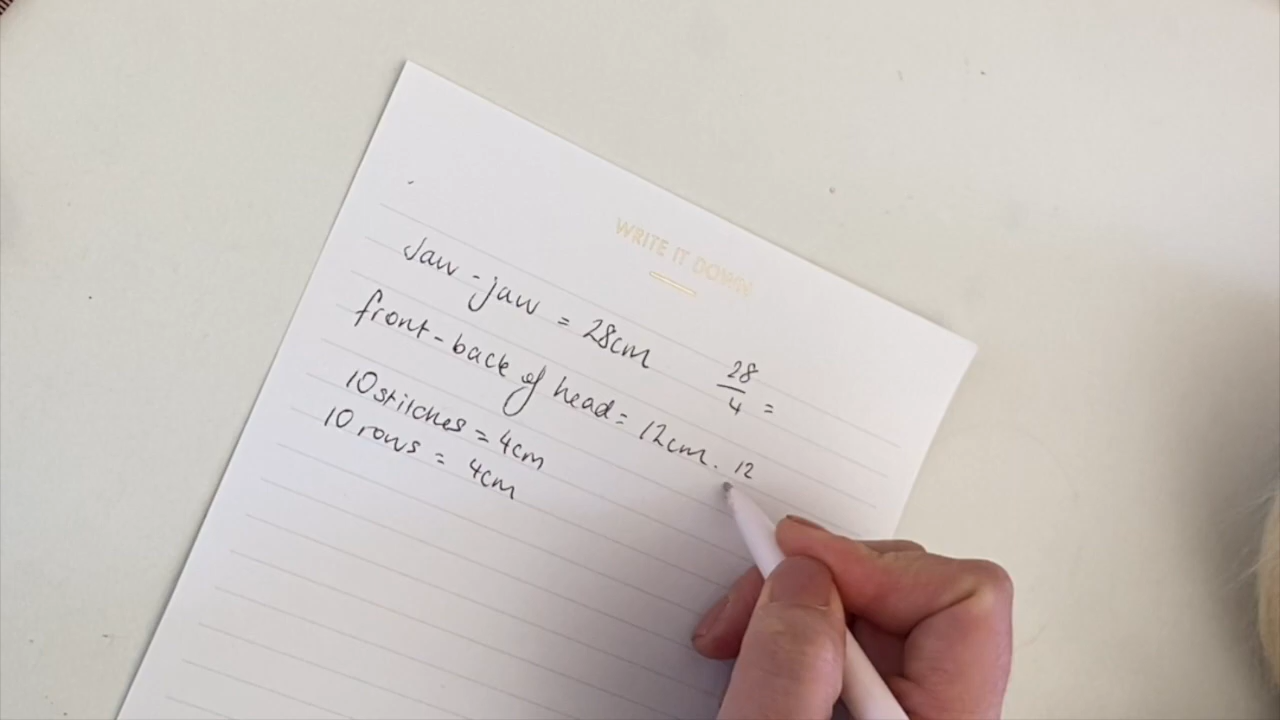 WRITE IT DOWN
Jaw - jaw = 28cm
28
4 =
front - back of head = 12cm. 12
10 stitches = 4cm
10 rows = 4cm